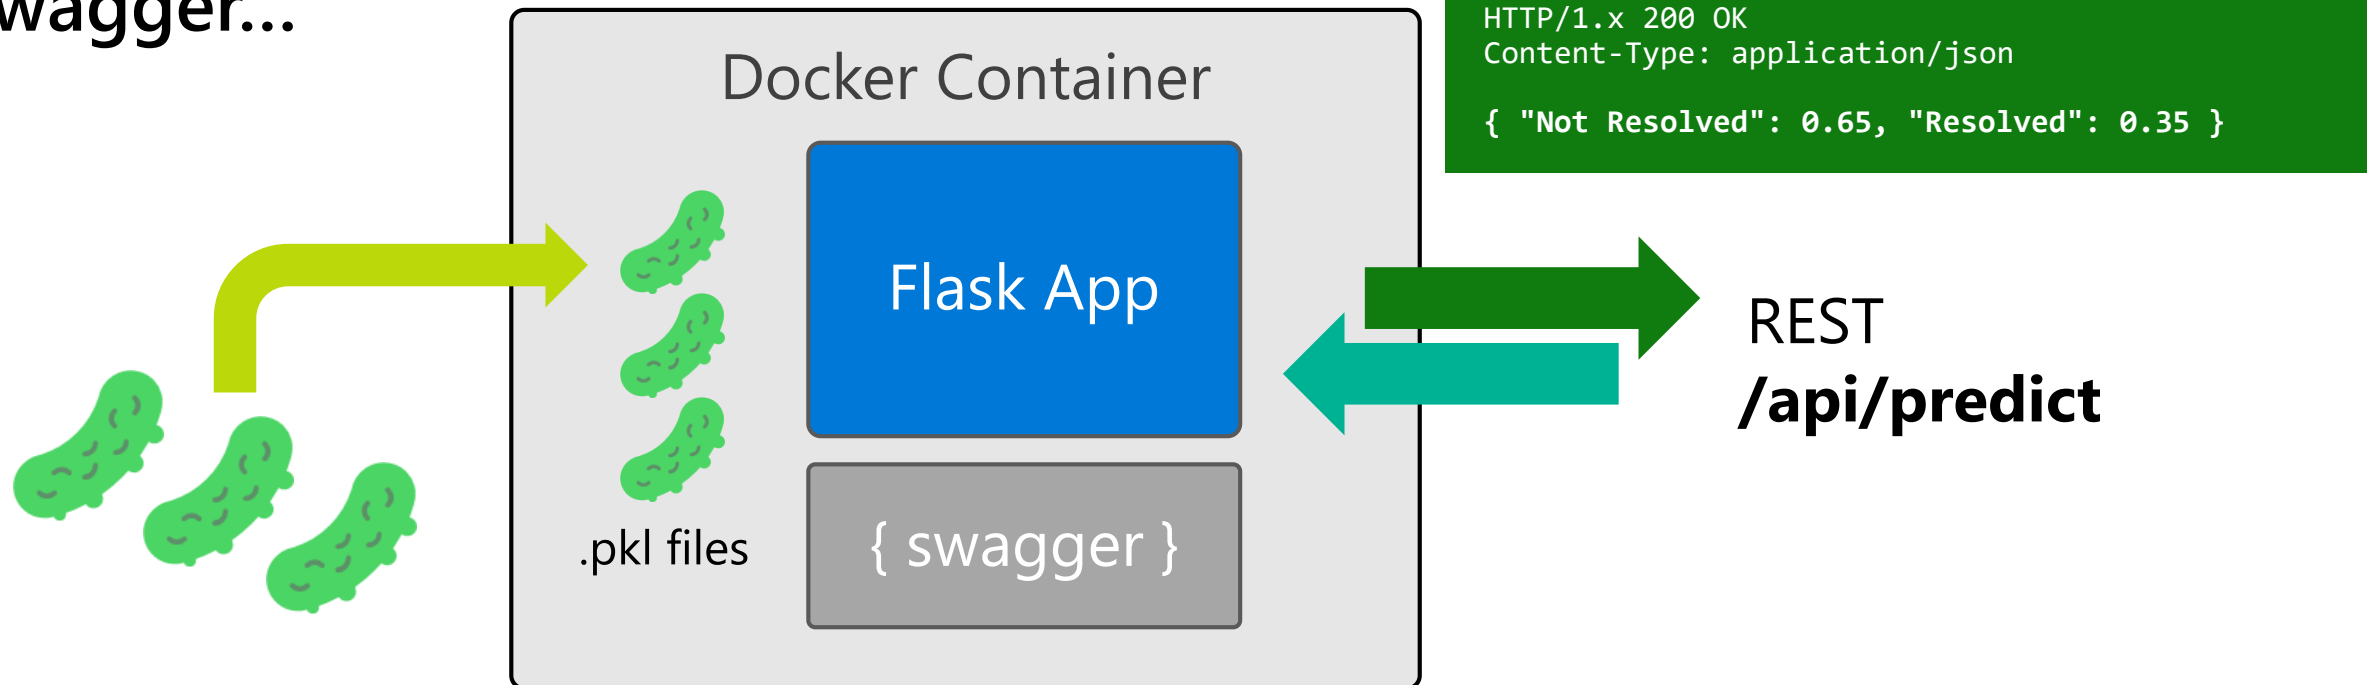 wagger...
Docker Container
HTTP/1.x 200 OK
Content-Type: application/json
{ "Not Resolved": 0.65, "Resolved": 0.35 }
Flask App
REST
/api/predict
.pkl files
{ swagger }